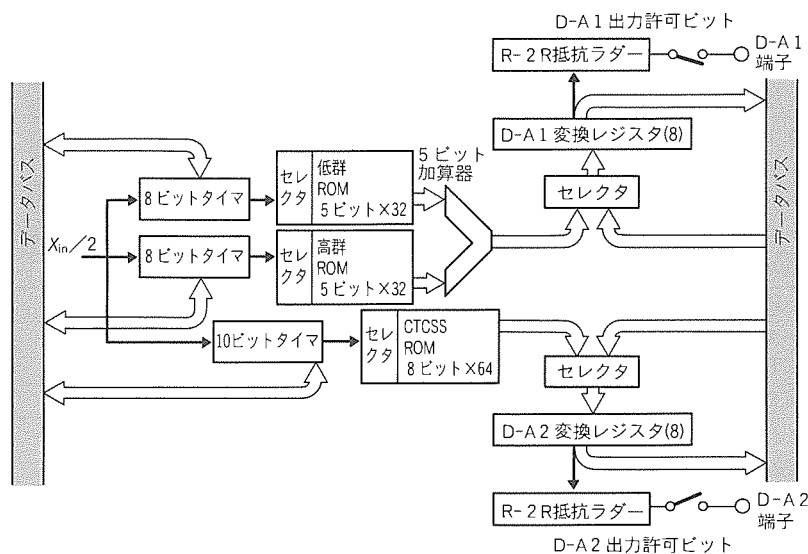 D-A1出力許可ビット
R-2R抵抗ラダー
D-A1
端子
D-A1変換レジスタ(8)
セレクタ
データバス
データバス
5ビット
加算器
8ビットタイマ
セレクタ
低群
ROM
5ビット×32
Xin/2
8ビットタイマ
セレクタ
高群
ROM
5ビット×32
10ビットタイマ
セレクタ
CTCSS
ROM
8ビット×64
セレクタ
D-A2変換レジスタ(8)
R-2R抵抗ラダー
D-A2
端子
D-A2出力許可ビット